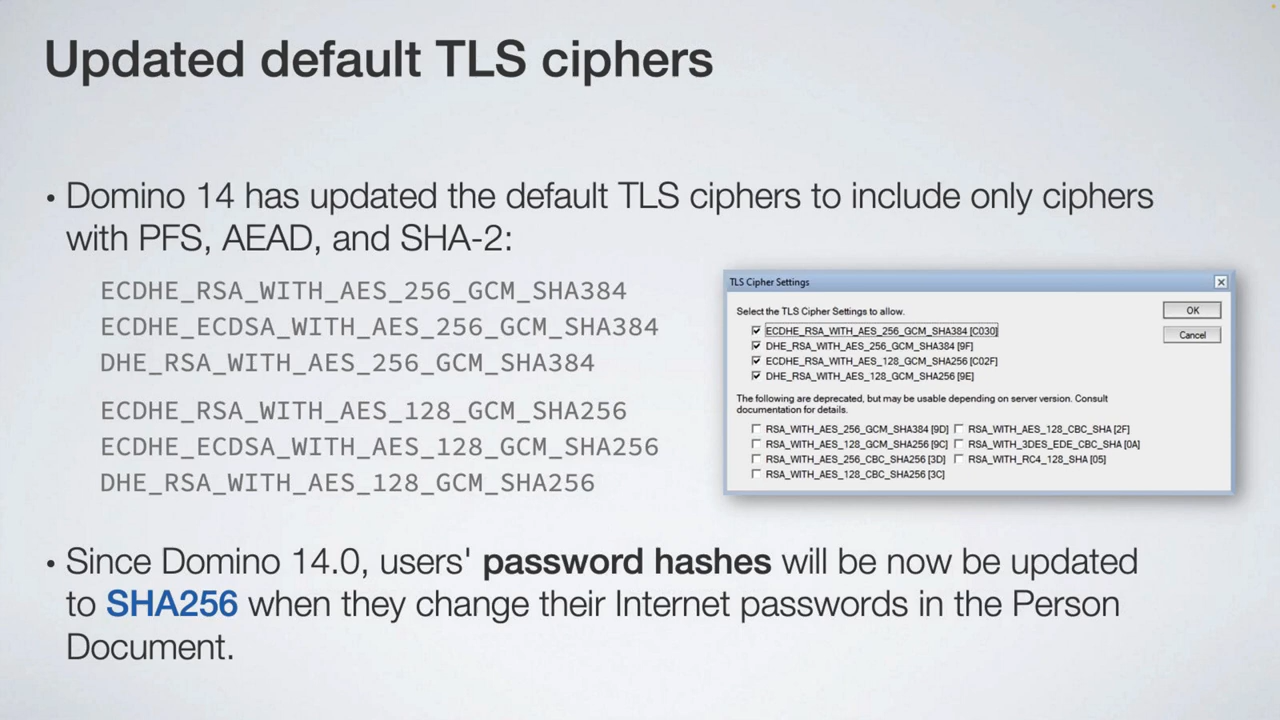 Updated default TLS ciphers
• Domino 14 has updated the default TLS ciphers to include only ciphers
with PFS, AEAD, and SHA-2:
ECDHE_RSA_WITH_AES_256_GCM_SHA384
ECDHE_ECDSA_WITH_AES_256_GCM_SHA384
DHE_RSA_WITH_AES_256_GCM_SHA384
ECDHE_RSA_WITH_AES_128_GCM_SHA256
ECDHE_ECDSA_WITH_AES_128_GCM_SHA256
DHE_RSA_WITH_AES_128_GCM_SHA256
TLS Cipher Settings
Select the TLS Cipher Settings to allow.
OK
Cancel
ECDHE_RSA_WITH_AES_256_GCM_SHA384 [C030]
DHE_RSA_WITH_AES_256_GCM_SHA384 [9F]
ECDHE_RSA_WITH_AES_128_GCM_SHA256 [C02F]
DHE_RSA_WITH_AES_128_GCM_SHA256 [9E]
The following are deprecated, but may be usable depending on server version. Consult
documentation for details.
RSA_WITH_AES_256_GCM_SHA384 [9D] RSA_WITH_AES_128_CBC_SHA [2F]
RSA_WITH_AES_128_GCM_SHA256 [9C] RSA_WITH_3DES_EDE_CBC_SHA [0A]
RSA_WITH_AES_256_CBC_SHA256 [3D] RSA_WITH_RC4_128_SHA [05]
RSA_WITH_AES_128_CBC_SHA256 [3C]
• Since Domino 14.0, users' password hashes will be now be updated
to SHA256 when they change their Internet passwords in the Person
Document.